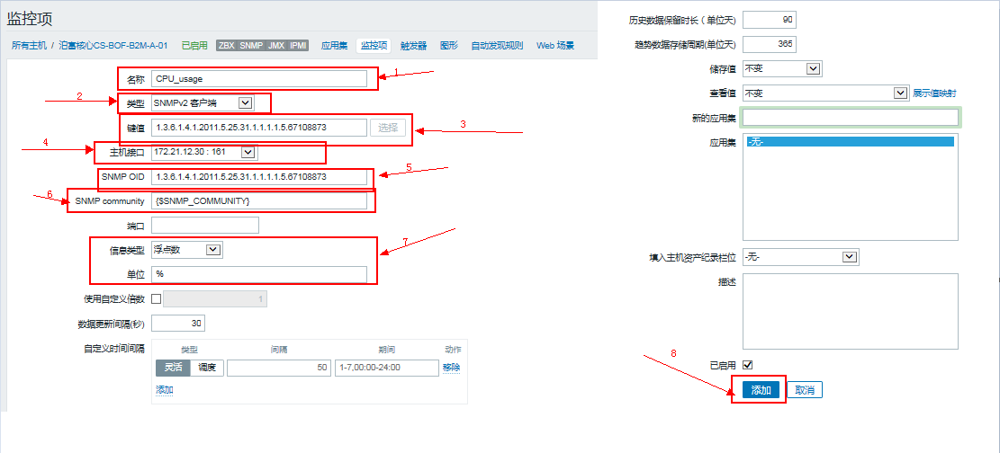 监控项
所有主机 / 泊富核心CS-BOF-B2M-A-01 已启用 ZBX SNMP JMX IPMI 应用集 监控项 触发器 图形 自动发现规则 Web 场景
名称 CPU_usage 1
2 类型 SNMPv2 客户端
键值 1.3.6.1.4.1.2011.5.25.31.1.1.1.1.5.67108873 选择 3
4 主机接口 172.21.12.30 : 161
SNMP OID 1.3.6.1.4.1.2011.5.25.31.1.1.1.1.5.67108873 5
6 SNMP community {$SNMP_COMMUNITY}
端口
信息类型 浮点数 7
单位 %
使用自定义倍数 1
数据更新间隔(秒) 30
自定义时间间隔 类型 间隔 期间 动作
灵活 调度 50 1-7,00:00-24:00 移除
添加
历史数据保留时长 ( 单位天) 90
趋势数据存储周期(单位天) 365
储存值 不变
查看值 不变 展示值映射
新的应用集
应用集 -无-
填入主机资产纪录栏位 -无-
描述
已启用
8 添加 取消